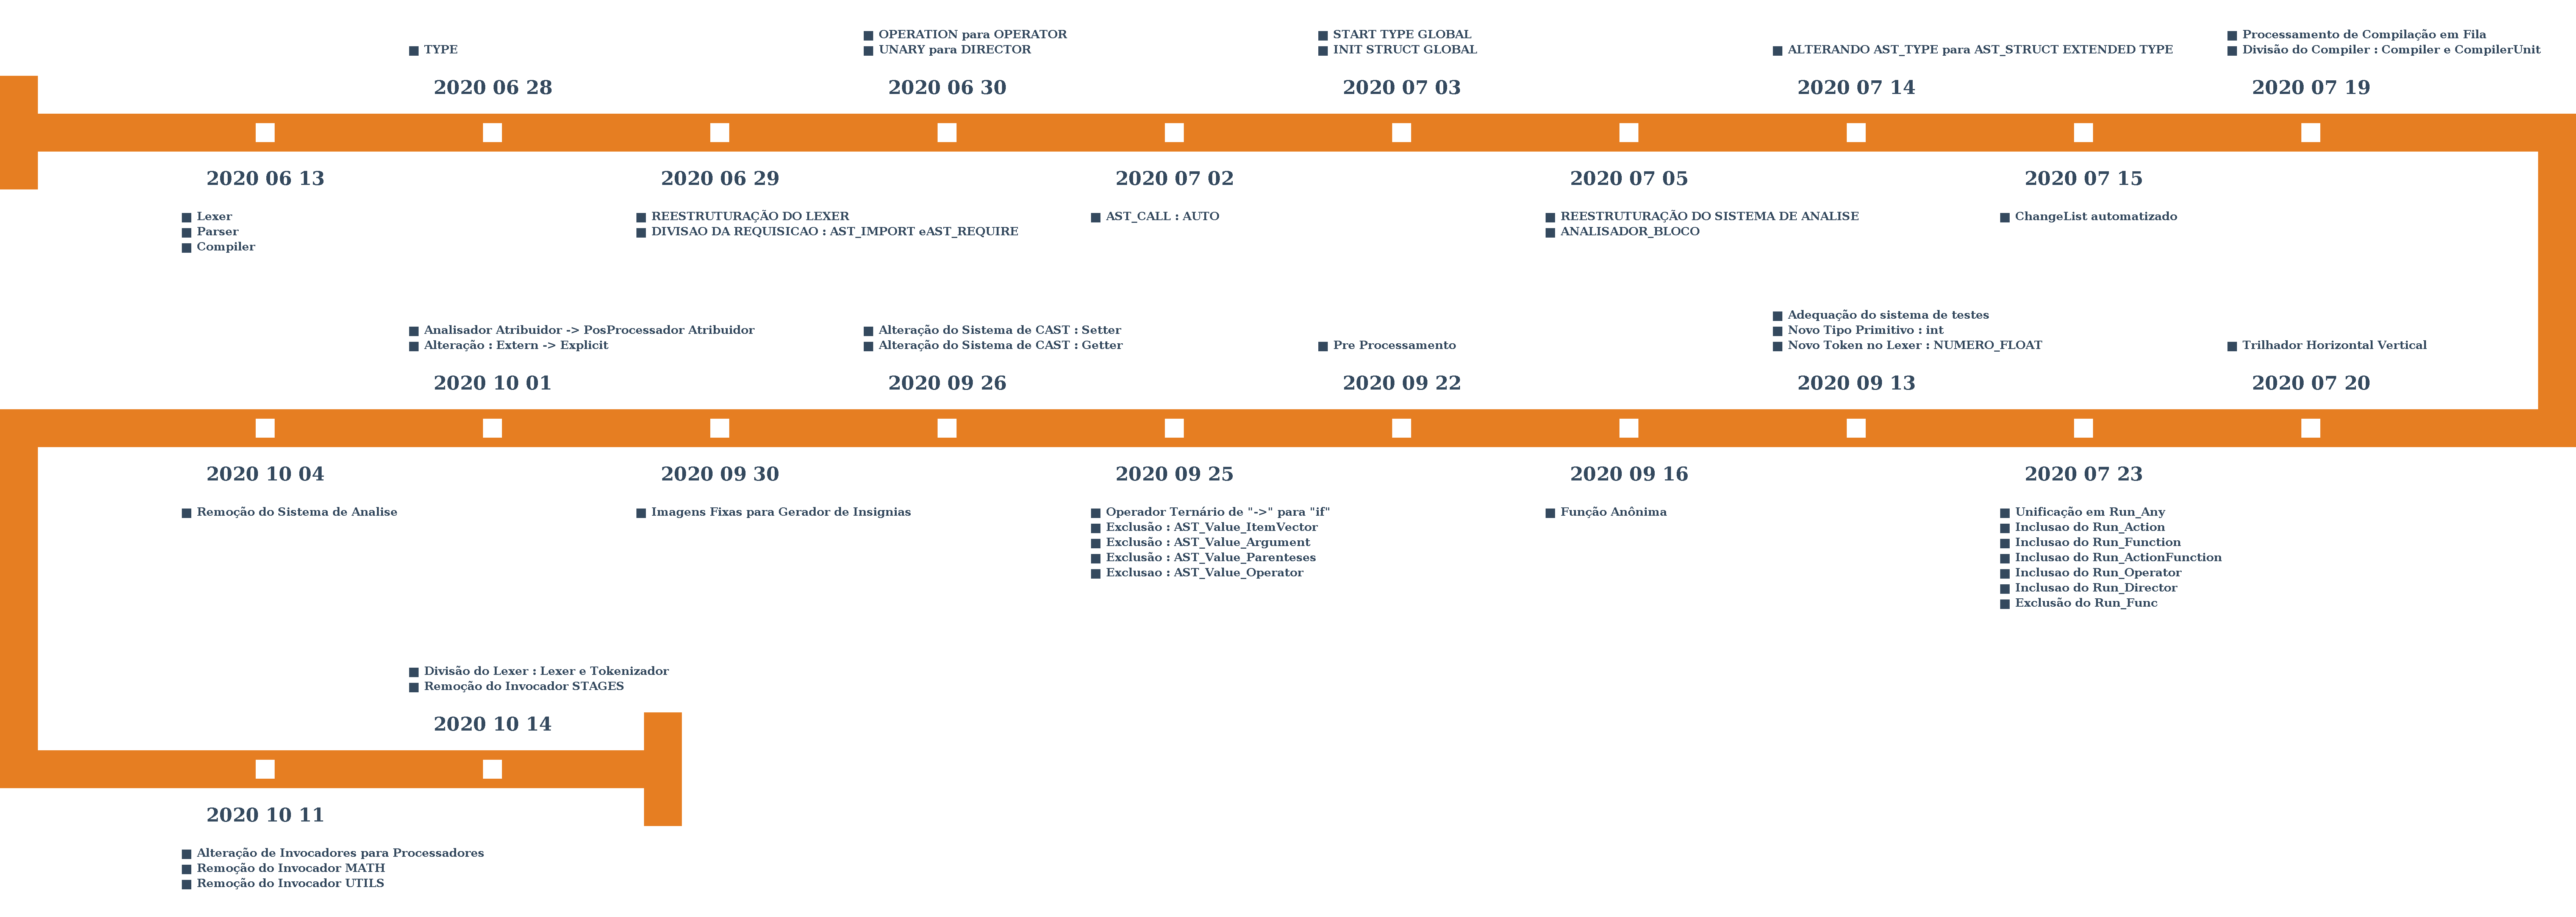 TYPE
2020 06 28
OPERATION para OPERATOR
UNARY para DIRECTOR
2020 06 30
START TYPE GLOBAL
INIT STRUCT GLOBAL
2020 07 03
ALTERANDO AST_TYPE para AST_STRUCT EXTENDED TYPE
2020 07 14
Processamento de Compilação em Fila
Divisão do Compiler : Compiler e CompilerUnit
2020 07 19
2020 06 13
Lexer
Parser
Compiler
2020 06 29
REESTRUTURAÇÃO DO LEXER
DIVISAO DA REQUISICAO : AST_IMPORT eAST_REQUIRE
2020 07 02
AST_CALL : AUTO
2020 07 05
REESTRUTURAÇÃO DO SISTEMA DE ANALISE
ANALISADOR_BLOCO
2020 07 15
ChangeList automatizado
Analisador Atribuidor -> PosProcessador Atribuidor
Alteração : Extern -> Explicit
2020 10 01
Alteração do Sistema de CAST : Setter
Alteração do Sistema de CAST : Getter
2020 09 26
Pre Processamento
2020 09 22
Adequação do sistema de testes
Novo Tipo Primitivo : int
Novo Token no Lexer : NUMERO_FLOAT
2020 09 13
Trilhador Horizontal Vertical
2020 07 20
2020 10 04
Remoção do Sistema de Analise
2020 09 30
Imagens Fixas para Gerador de Insignias
2020 09 25
Operador Ternário de "->" para "if"
Exclusão : AST_Value_ItemVector
Exclusão : AST_Value_Argument
Exclusão : AST_Value_Parenteses
Exclusao : AST_Value_Operator
2020 09 16
Função Anônima
2020 07 23
Unificação em Run_Any
Inclusao do Run_Action
Inclusao do Run_Function
Inclusao do Run_ActionFunction
Inclusao do Run_Operator
Inclusao do Run_Director
Exclusão do Run_Func
Divisão do Lexer : Lexer e Tokenizador
Remoção do Invocador STAGES
2020 10 14
2020 10 11
Alteração de Invocadores para Processadores
Remoção do Invocador MATH
Remoção do Invocador UTILS